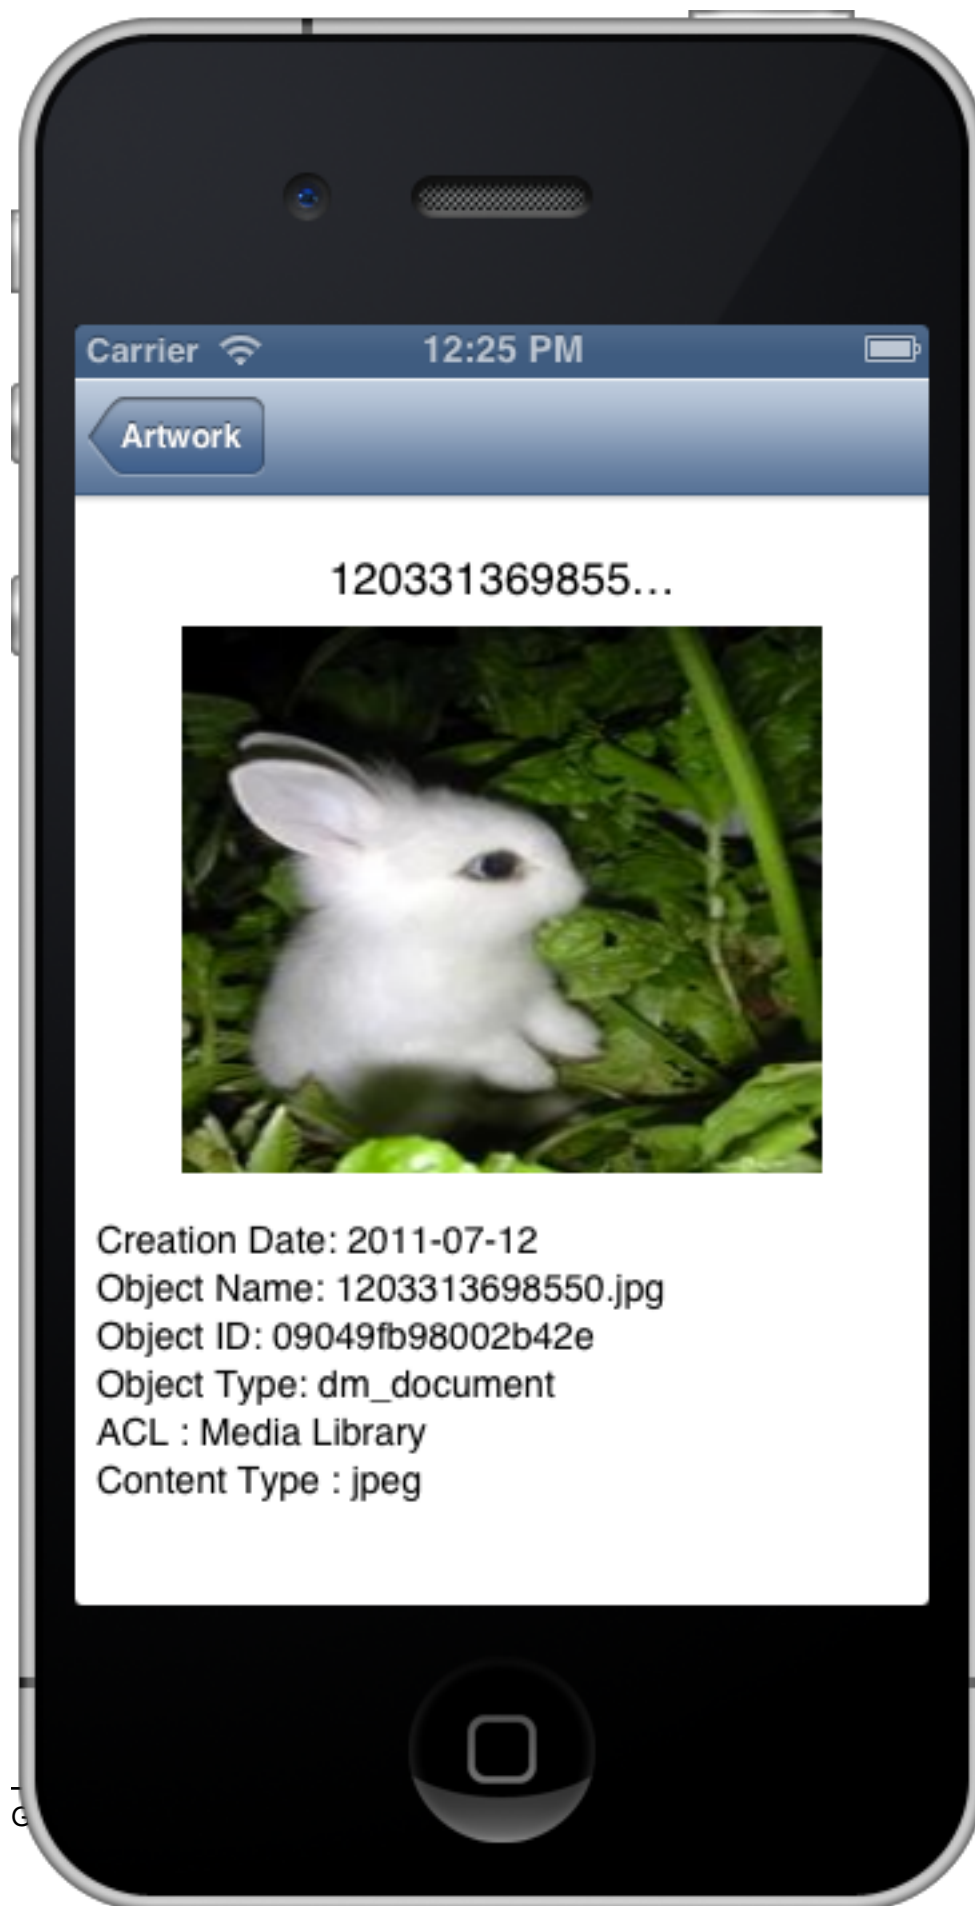 Carrier 12:25 PM
Artwork
120331369855...
Creation Date: 2011-07-12
Object Name: 1203313698550.jpg
Object ID: 09049fb98002b42e
Object Type: dm_document
ACL : Media Library
Content Type : jpeg